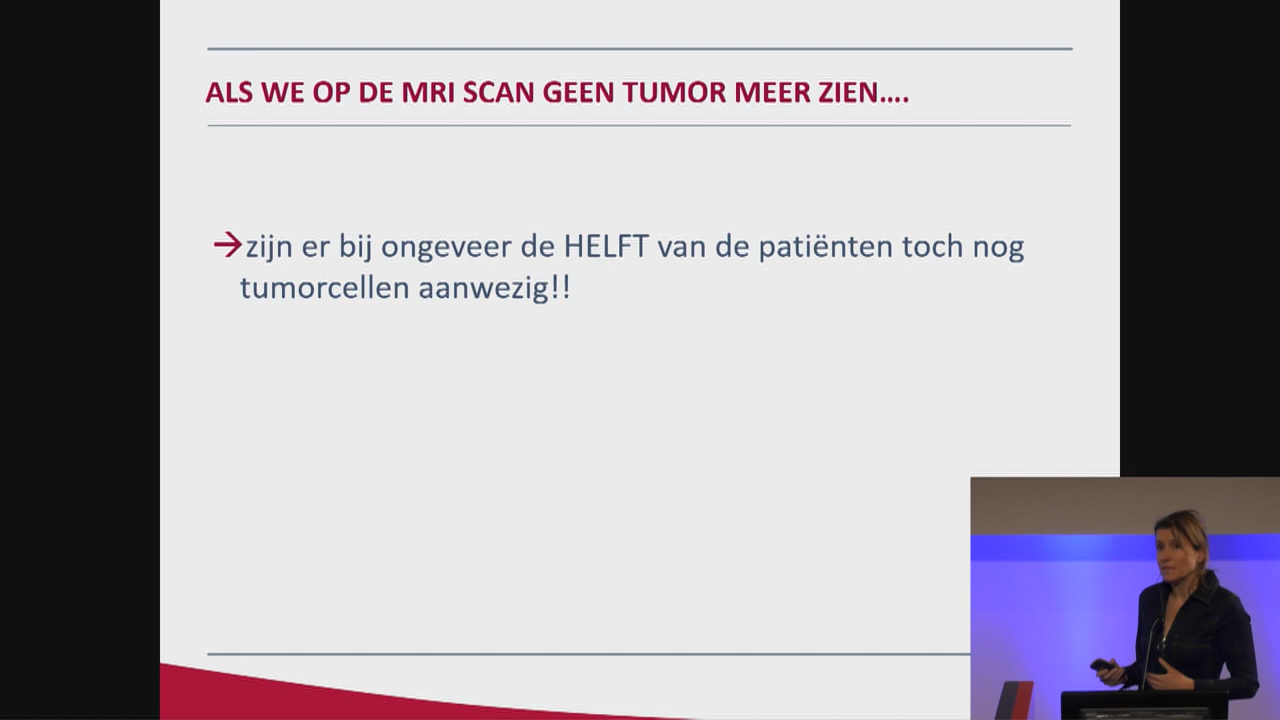 ALS WE OP DE MRI SCAN GEEN TUMOR MEER ZIEN....
→zijn er bij ongeveer de HELFT van de patiënten toch nog
tumorcellen aanwezig!!